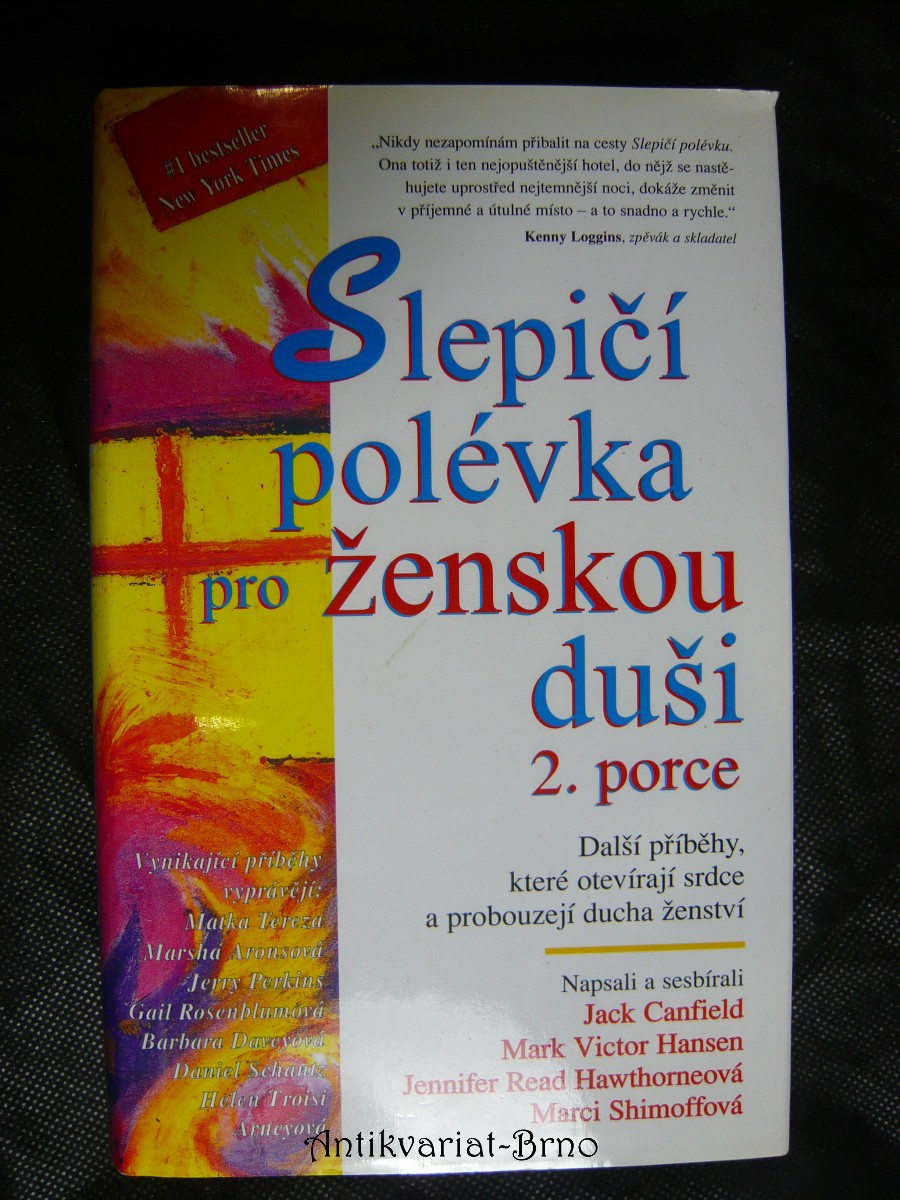 #1 bestseller
New York Times
„Nikdy nezapomínám přibalit na cesty Slepičí polévku.
Ona totiž i ten nejopuštěnější hotel, do nějž se nastě-
hujete uprostřed nejtemnější noci, dokáže změnit
v příjemné a útulné místo – a to snadno a rychle.“
Kenny Loggins, zpěvák a skladatel
Slepičí
polévka
pro ženskou
duši
2. porce
Další příběhy,
které otevírají srdce
a probouzejí ducha ženství
Napsali a sesbírali
Jack Canfield
Mark Victor Hansen
Jennifer Read Hawthorneová
Marci Shimoffová
Vynikající příběhy
vyprávějí:
Matka Tereza
Marsha Aronsová
Jerry Perkins
Gail Rosenblumová
Barbara Daveyová
Daniel Schantz
Helen Troisi
Arneyová
Antikvariat-Brno